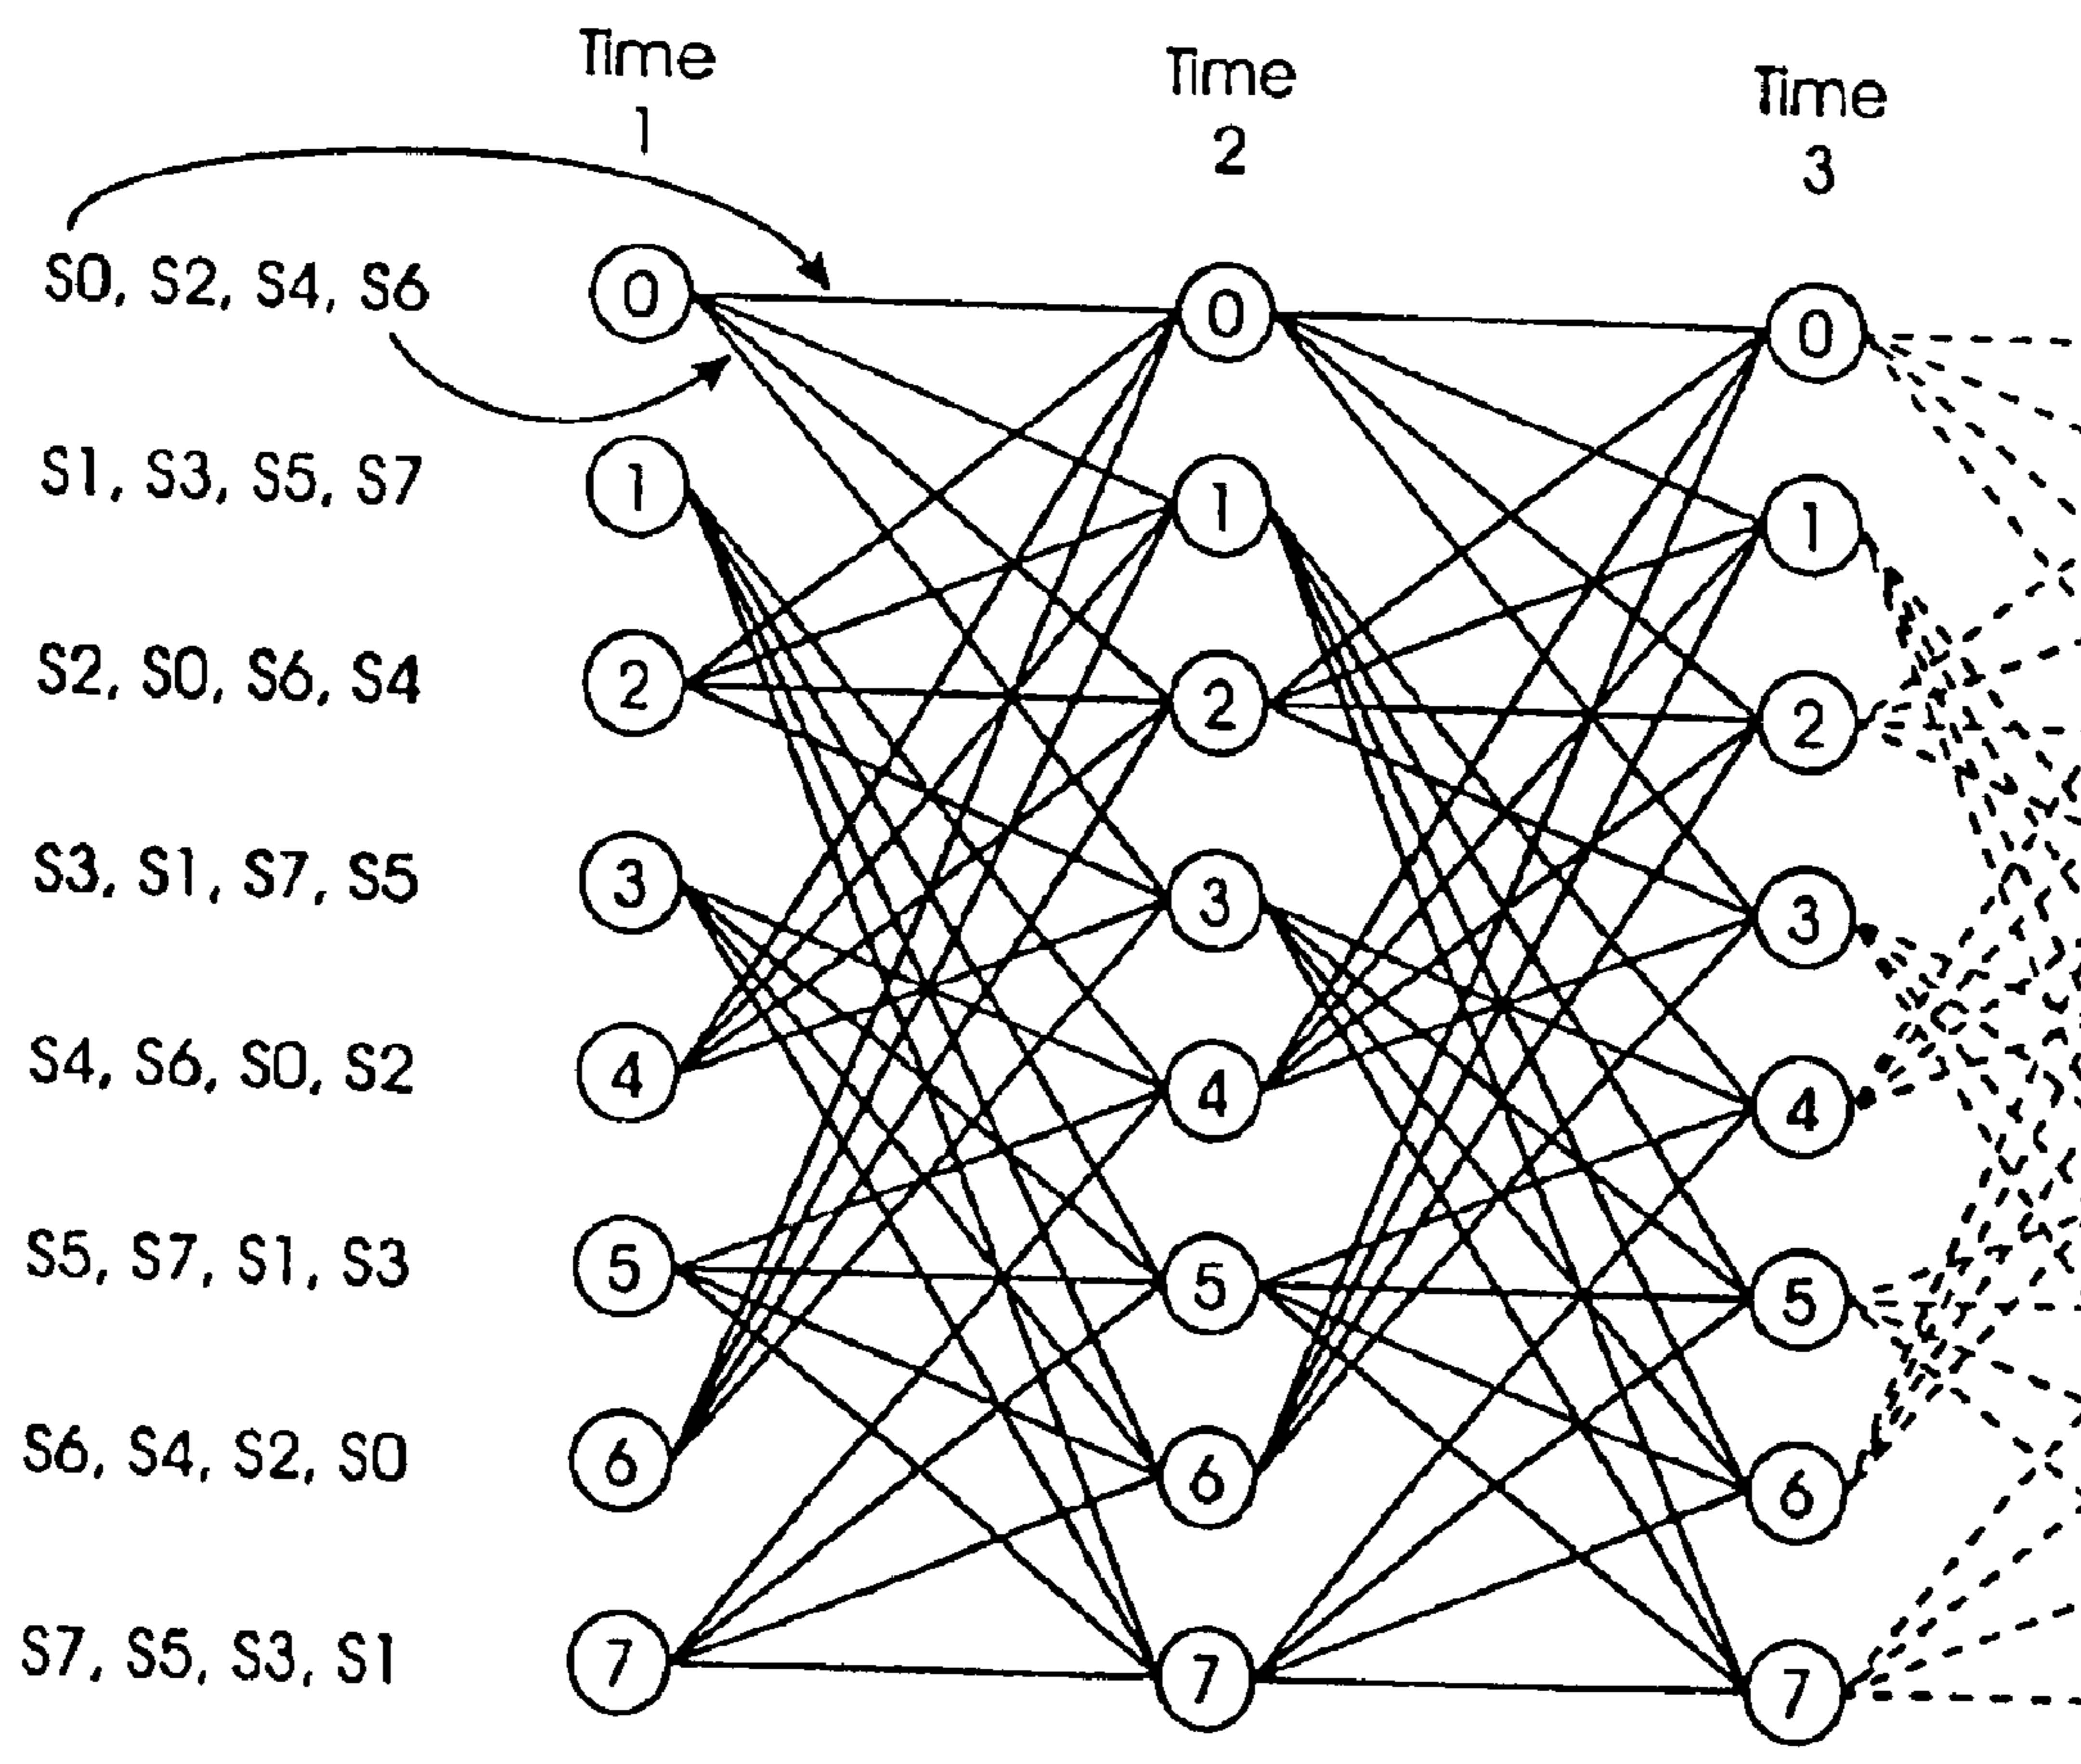 Time Time Time
1 2 3
S0, S2, S4, S6 0 0 0
S1, S3, S5, S7 1 1 1
S2, S0, S6, S4 2 2 2
S3, S1, S7, S5 3 3 3
S4, S6, S0, S2 4 4 4
S5, S7, S1, S3 5 5 5
S6, S4, S2, S0 6 6 6
S7, S5, S3, S1 7 7 7